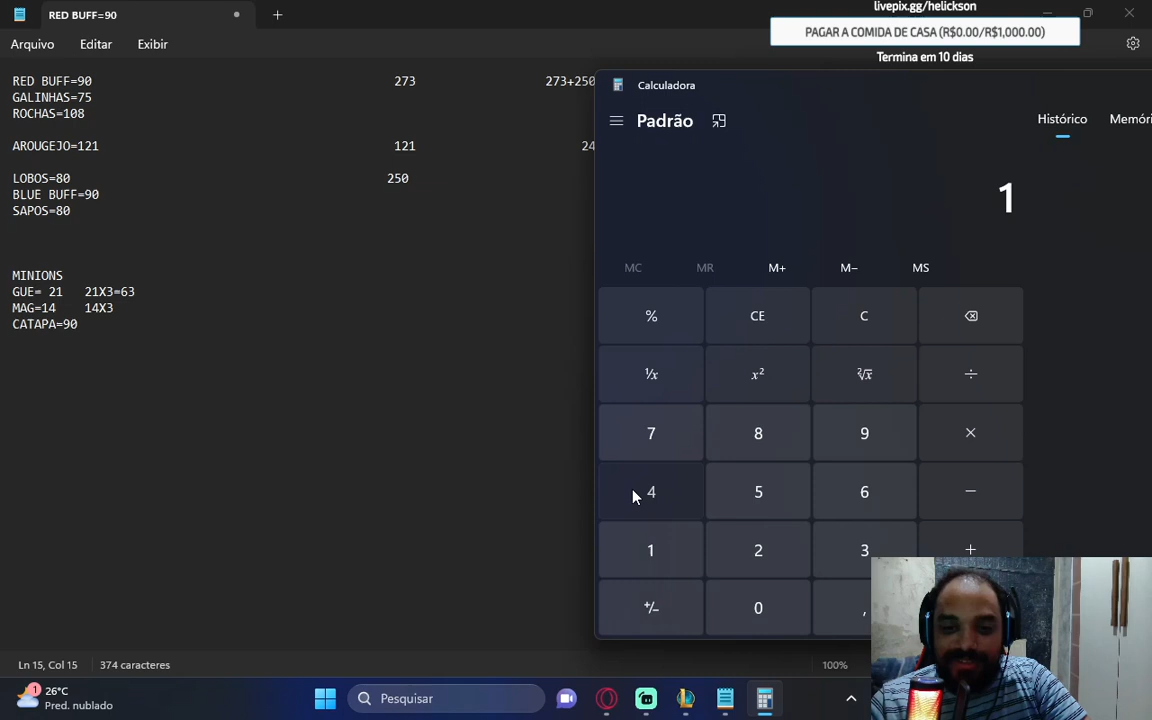 RED BUFF=90
livepix.gg/helickson
PAGAR A COMIDA DE CASA (R$0.00/R$1,000.00)
Termina em 10 dias
Arquivo Editar Exibir
RED BUFF=90 273 273+250
GALINHAS=75
ROCHAS=108
AROUGEJO=121 121 24
LOBOS=80 250
BLUE BUFF=90
SAPOS=80
MINIONS
GUE= 21 21X3=63
MAG=14 14X3
CATAPA=90
Calculadora
Padrão
Histórico Memóri
1
MC MR M+ M− MS
% CE C
¹/x x² ²√x ÷
7 8 9 ×
4 5 6 −
1 2 3 +
+/− 0 ,
Ln 15, Col 15 374 caracteres 100%
1
26°C
Pred. nublado
Pesquisar